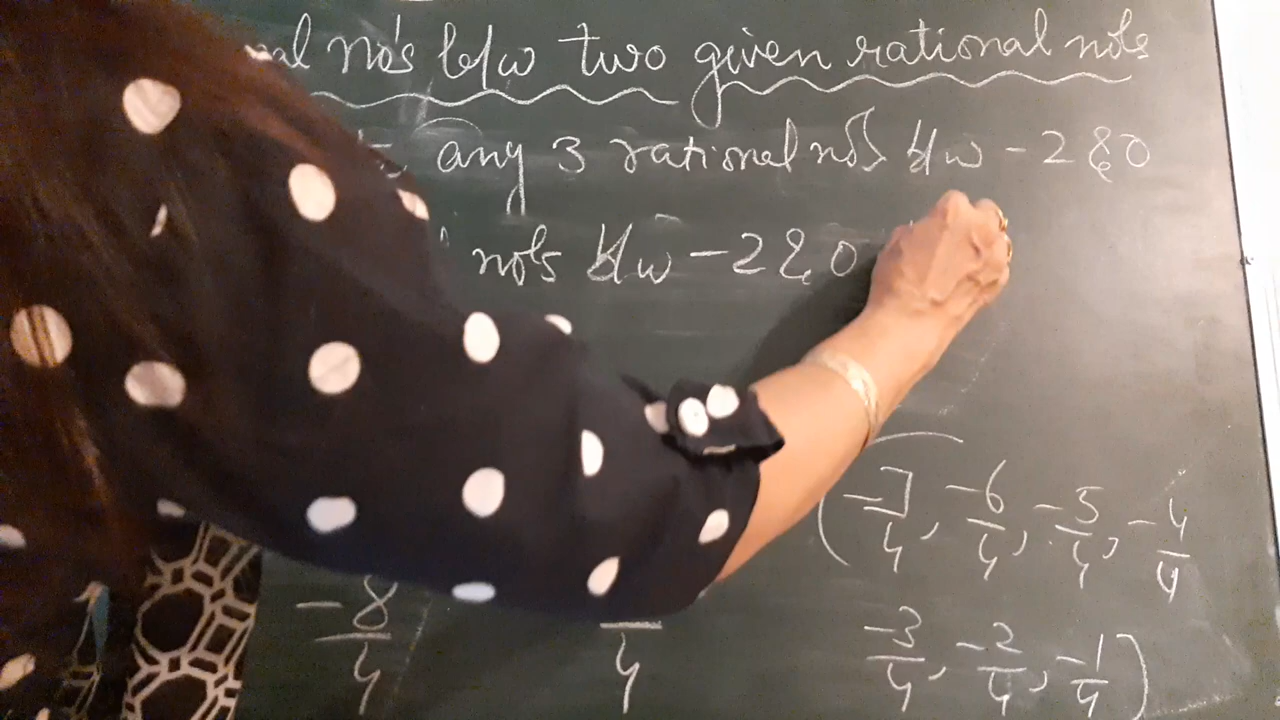 no's b/w two given rational no's
any 3 rational no's b/w -2 & 0
no's b/w -2 & 0
(-7/4, -6/4, -5/4, -4/4
-8/4 /4 -3/4, -2/4, -1/4)